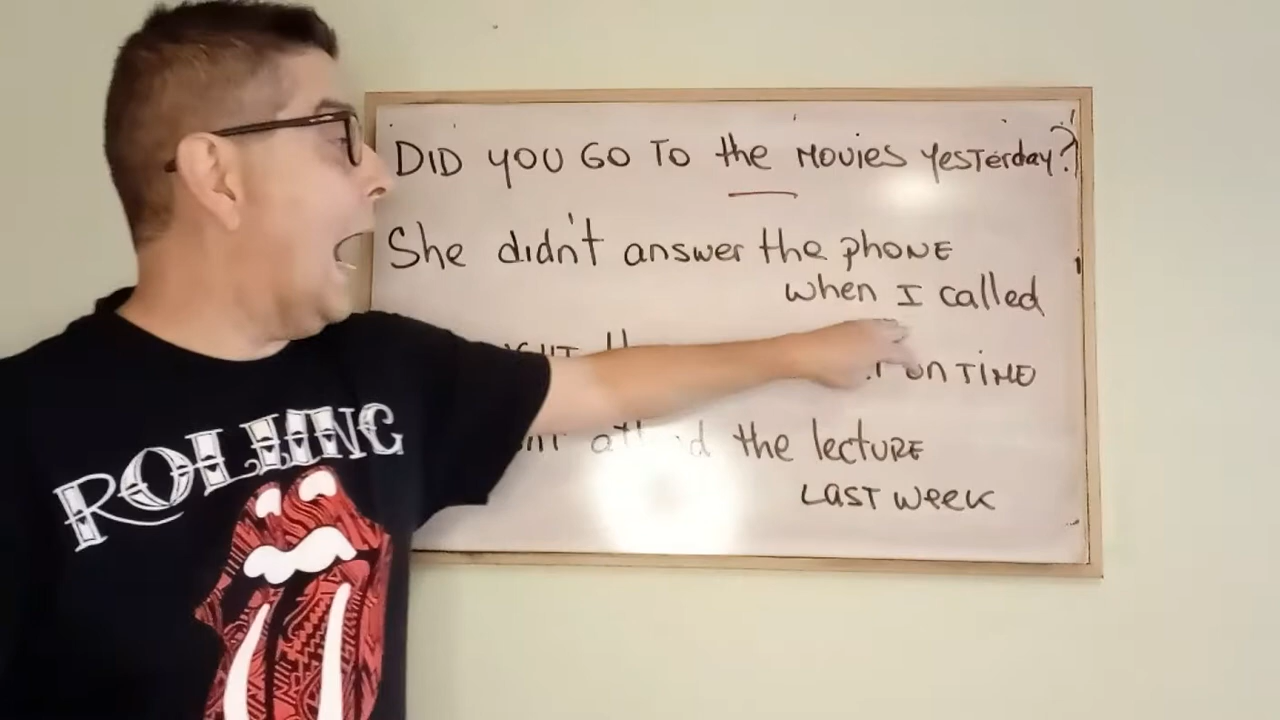 DID YOU GO TO the MOVIES YESTERday?
She didn't answer the phONE
when I called
ON TIME
the lectURE
LAST WEEK
ROLLING